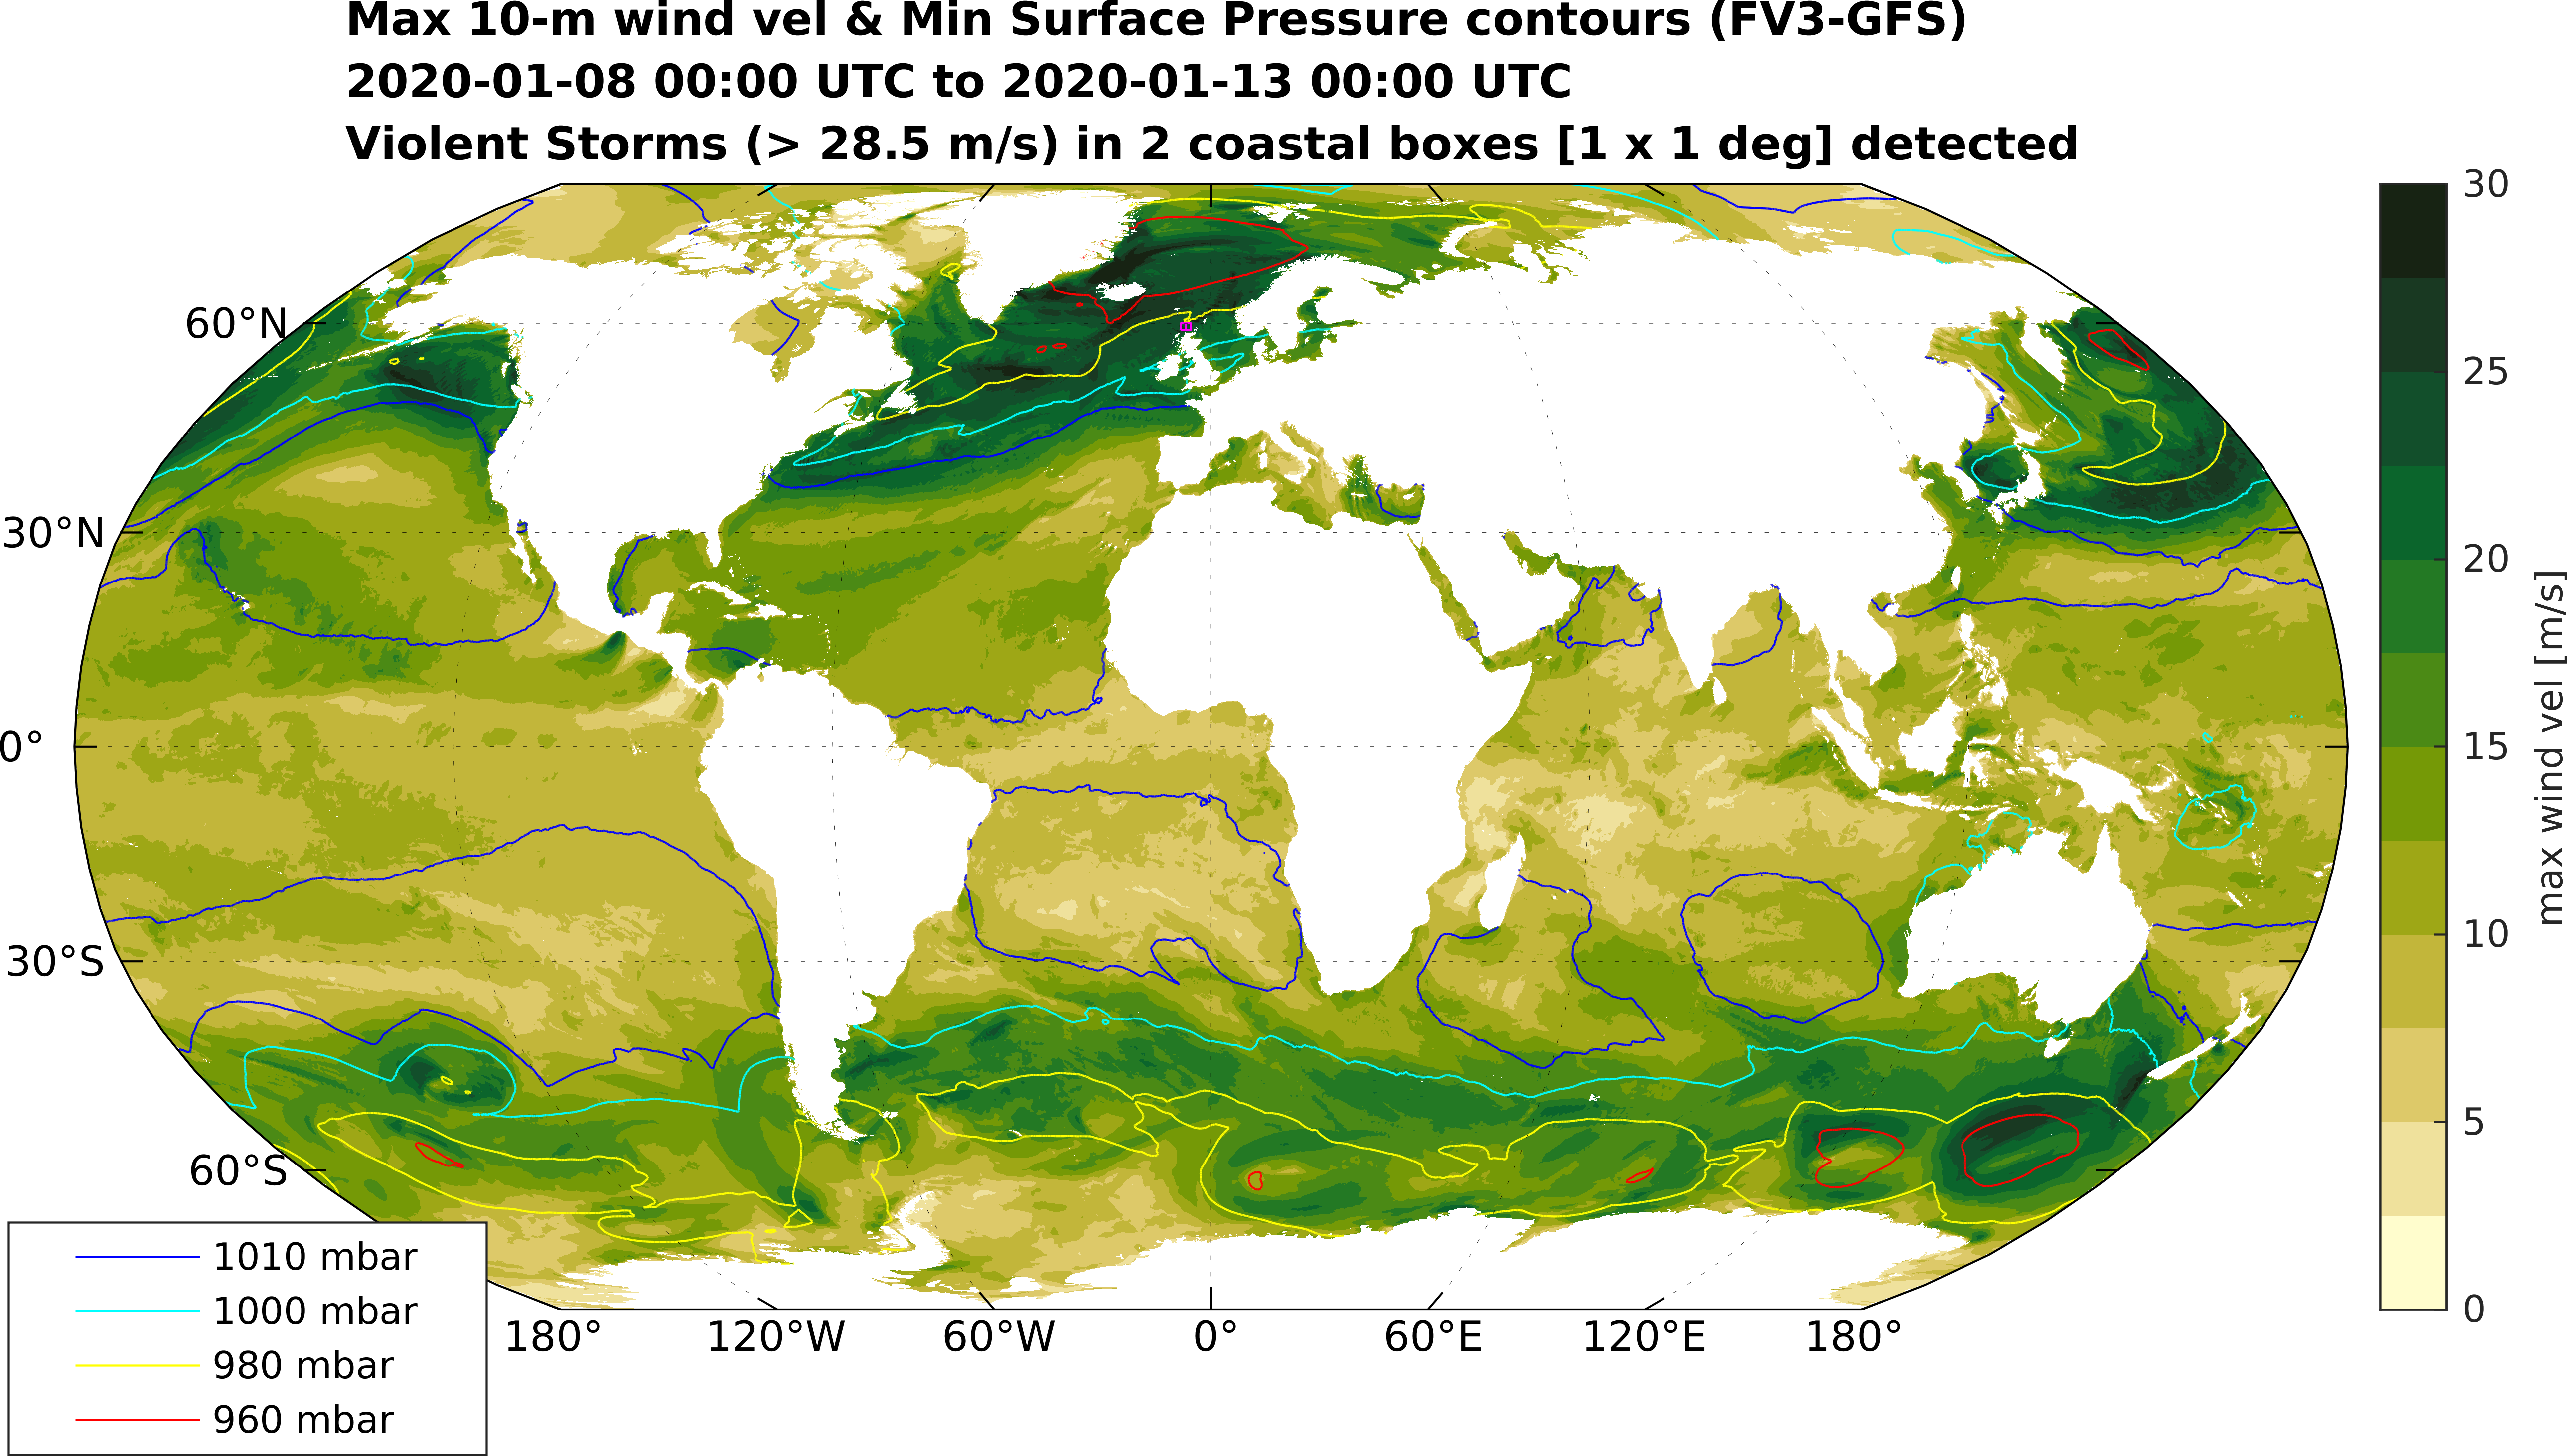 Max 10-m wind vel & Min Surface Pressure contours (FV3-GFS)
2020-01-08 00:00 UTC to 2020-01-13 00:00 UTC
Violent Storms (> 28.5 m/s) in 2 coastal boxes [1 x 1 deg] detected
60°N
30°N
0°
30°S
60°S
180°
120°W
60°W
0°
60°E
120°E
180°
1010 mbar
1000 mbar
980 mbar
960 mbar
30
25
20
15
10
5
0
max wind vel [m/s]